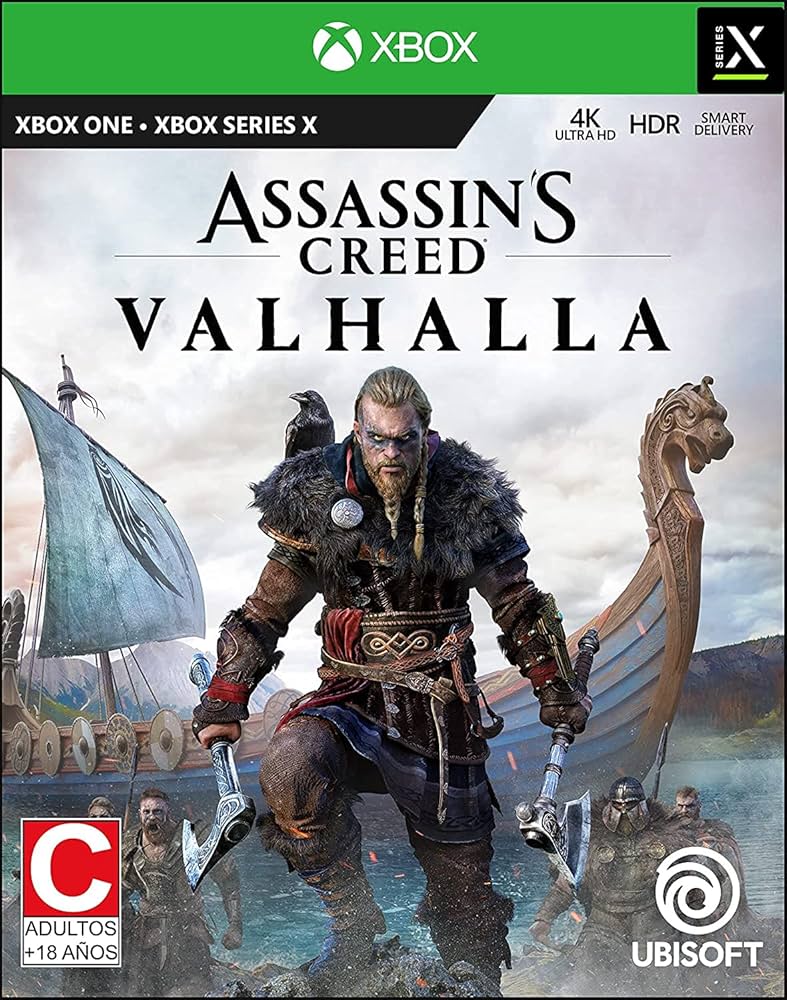 XBOX
SERIES X
XBOX ONE • XBOX SERIES X
4K
ULTRA HD
HDR
SMART
DELIVERY
ASSASSIN'S
CREED®
VALHALLA
C
ADULTOS
+18 AÑOS
UBISOFT